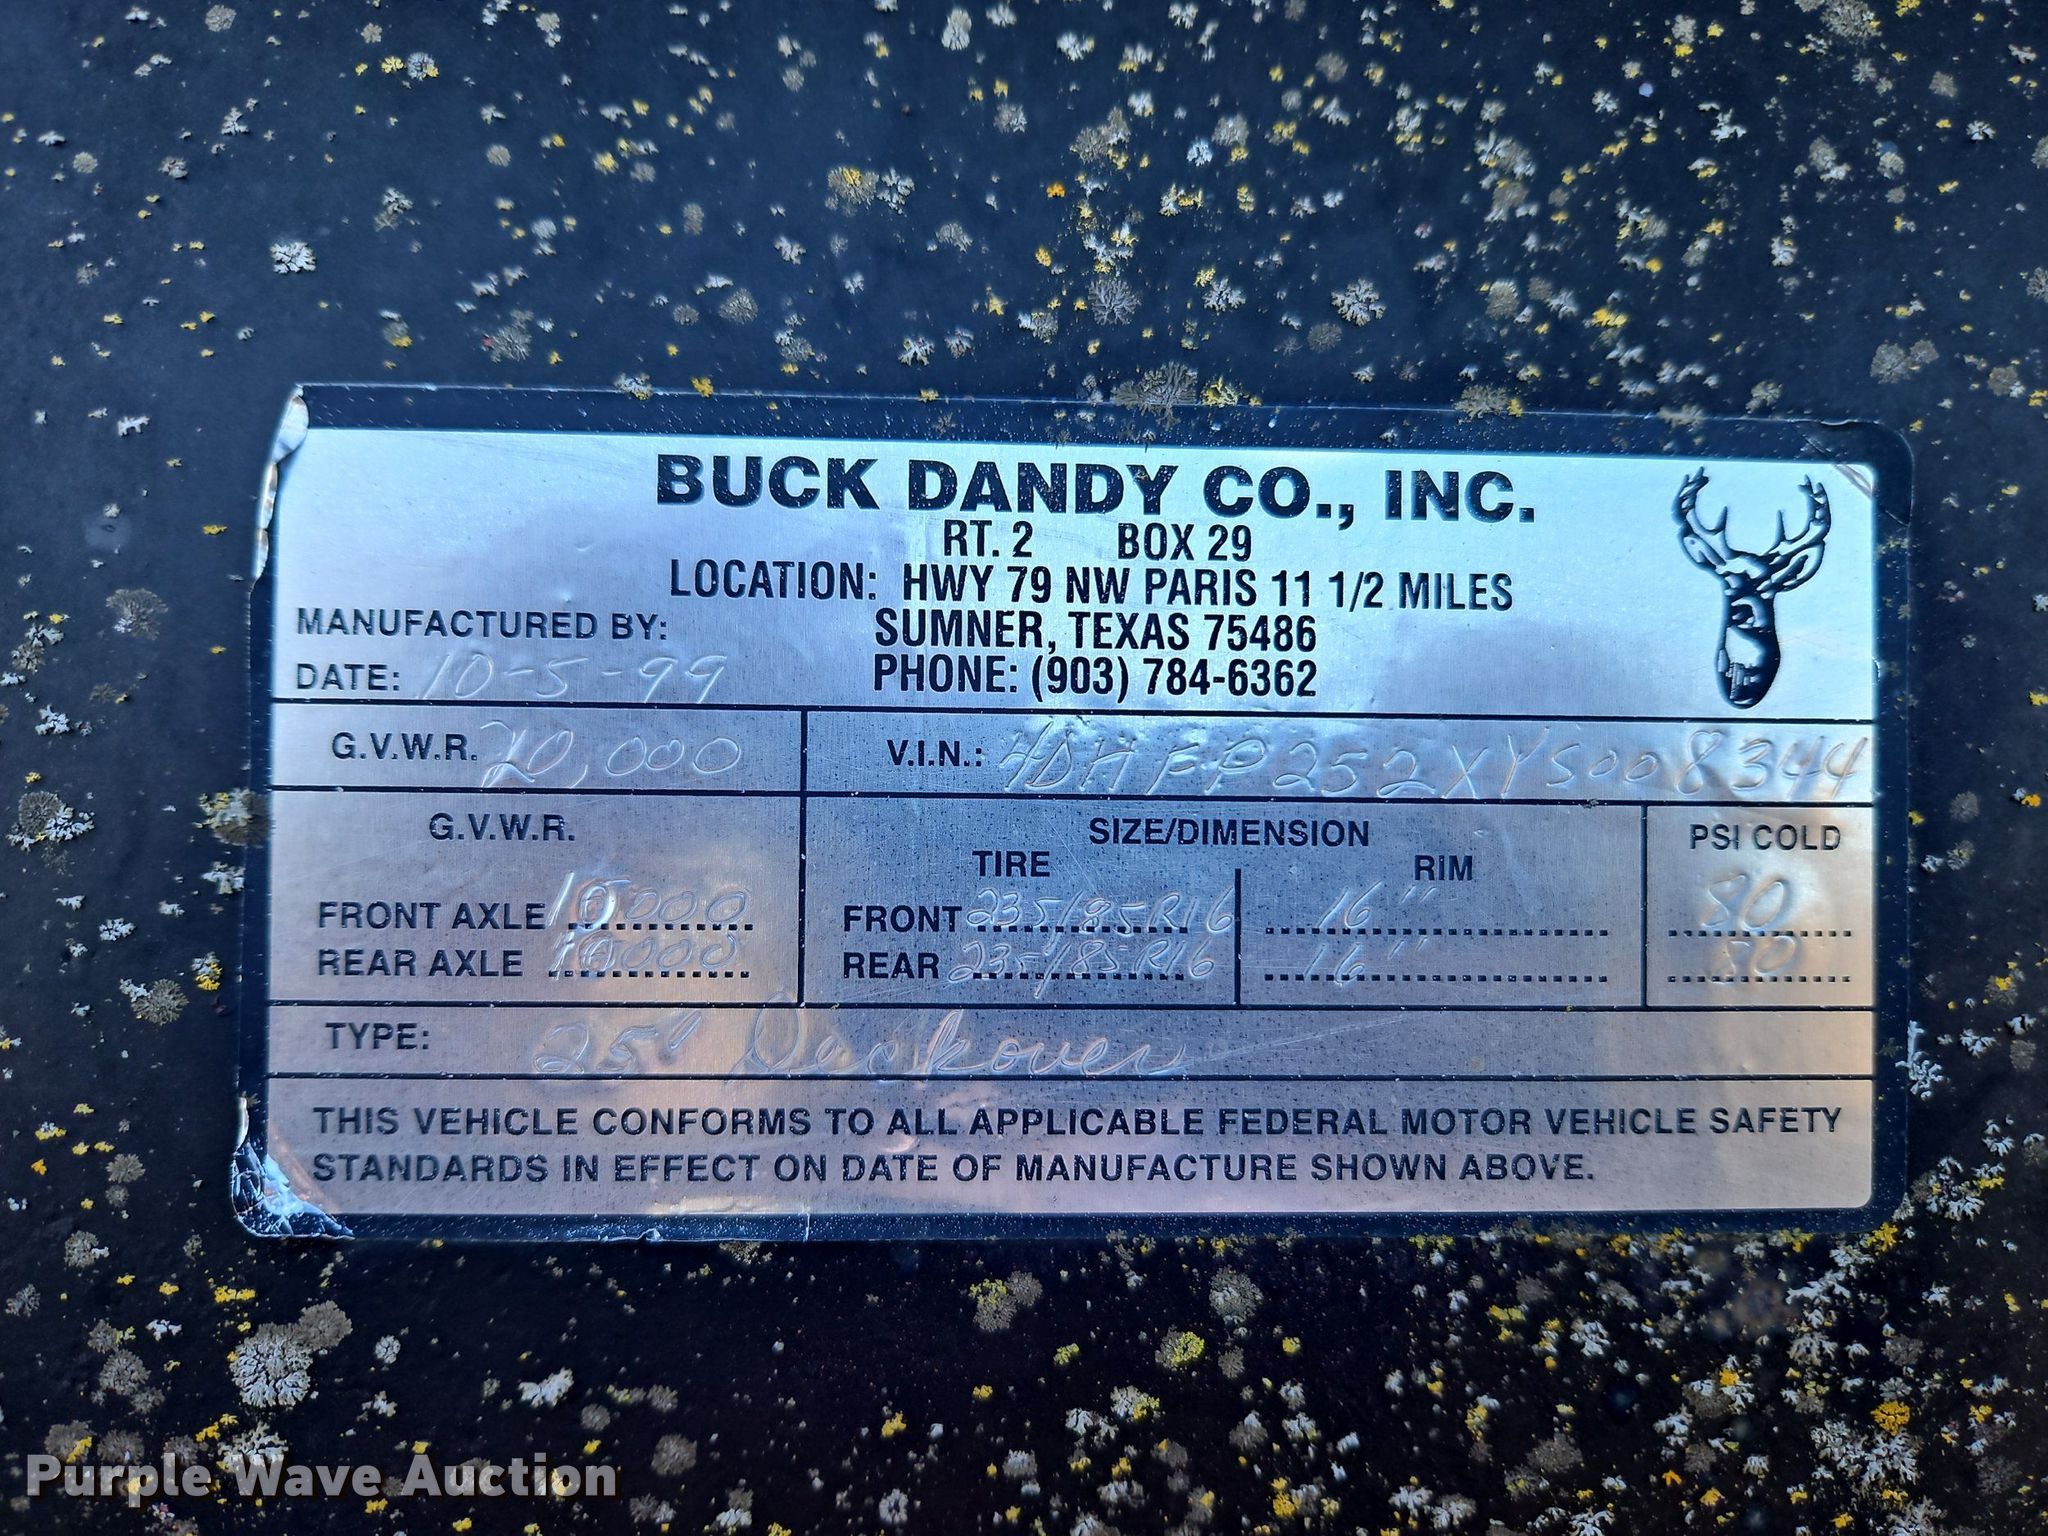 BUCK DANDY CO., INC.
RT. 2 BOX 29
LOCATION: HWY 79 NW PARIS 11 1/2 MILES
MANUFACTURED BY: SUMNER, TEXAS 75486
DATE: 10-5-99 PHONE: (903) 784-6362
G.V.W.R. 20,000 V.I.N.: 4DHFP252XYS008344
G.V.W.R. SIZE/DIMENSION PSI COLD
TIRE RIM
FRONT AXLE 10000 FRONT 235/85R16 16" 80
REAR AXLE 10000 REAR 235/85R16 16" 80
TYPE: 25' Deckover
THIS VEHICLE CONFORMS TO ALL APPLICABLE FEDERAL MOTOR VEHICLE SAFETY
STANDARDS IN EFFECT ON DATE OF MANUFACTURE SHOWN ABOVE.
Purple Wave Auction